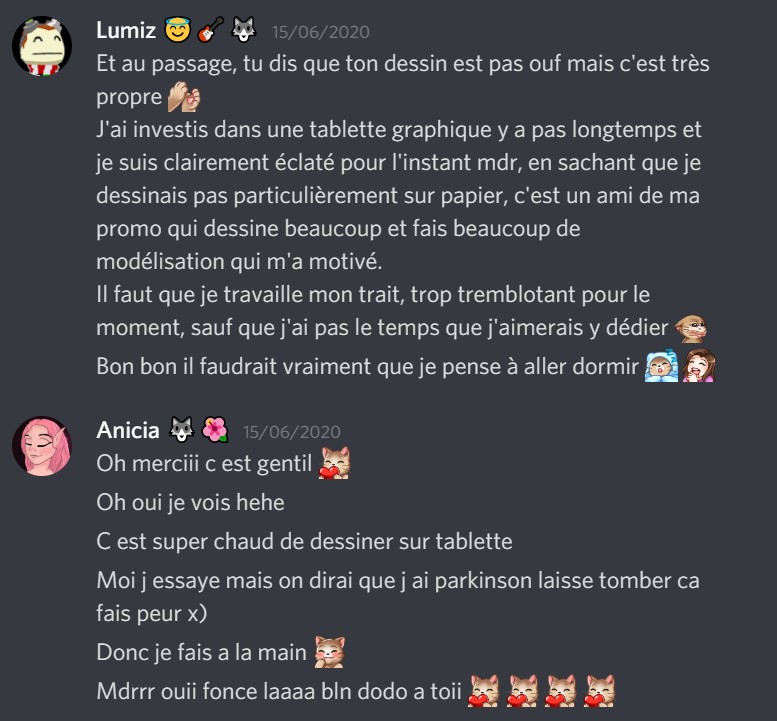 Lumiz 😇 🎸 🐺 15/06/2020
Et au passage, tu dis que ton dessin est pas ouf mais c'est très
propre
J'ai investis dans une tablette graphique y a pas longtemps et
je suis clairement éclaté pour l'instant mdr, en sachant que je
dessinais pas particulièrement sur papier, c'est un ami de ma
promo qui dessine beaucoup et fais beaucoup de
modélisation qui m'a motivé.
Il faut que je travaille mon trait, trop tremblotant pour le
moment, sauf que j'ai pas le temps que j'aimerais y dédier
Bon bon il faudrait vraiment que je pense à aller dormir
Anicia 🐺 🌺 15/06/2020
Oh merciii c est gentil
Oh oui je vois hehe
C est super chaud de dessiner sur tablette
Moi j essaye mais on dirai que j ai parkinson laisse tomber ca
fais peur x)
Donc je fais a la main
Mdrrr ouii fonce laaaa bln dodo a toii